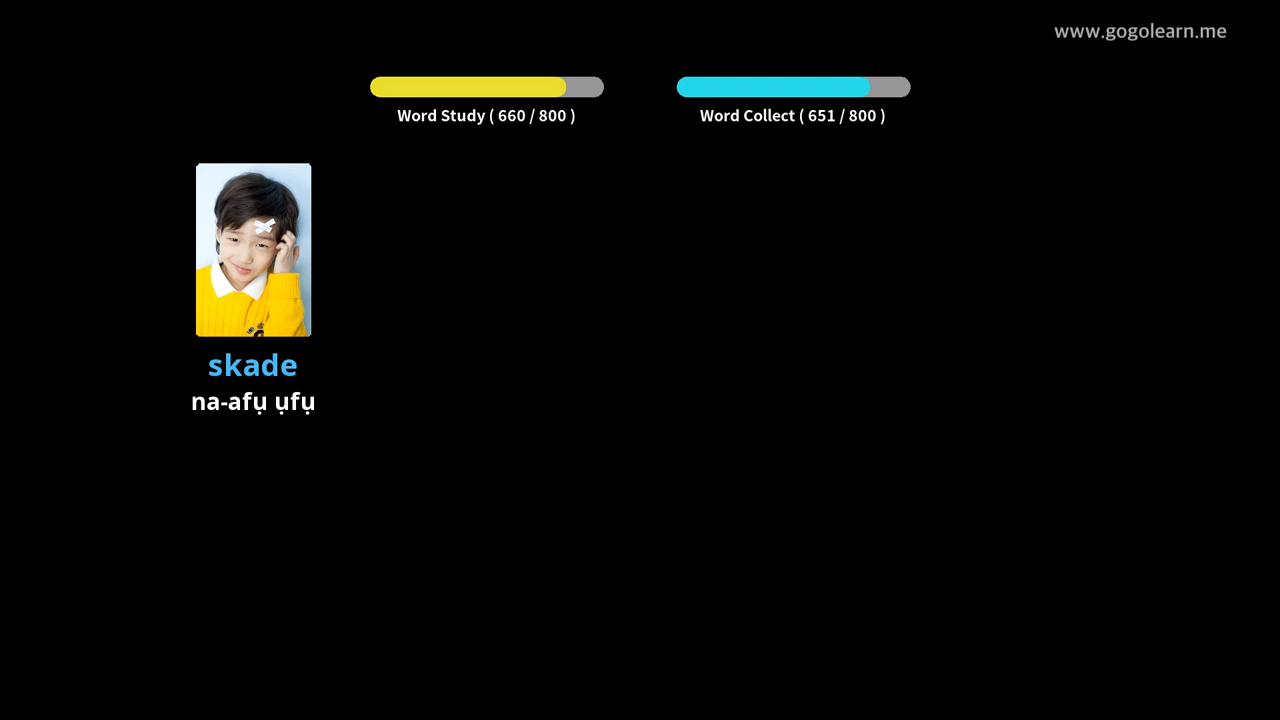 www.gogolearn.me
Word Study ( 660 / 800 )
Word Collect ( 651 / 800 )
skade
na-afụ ụfụ